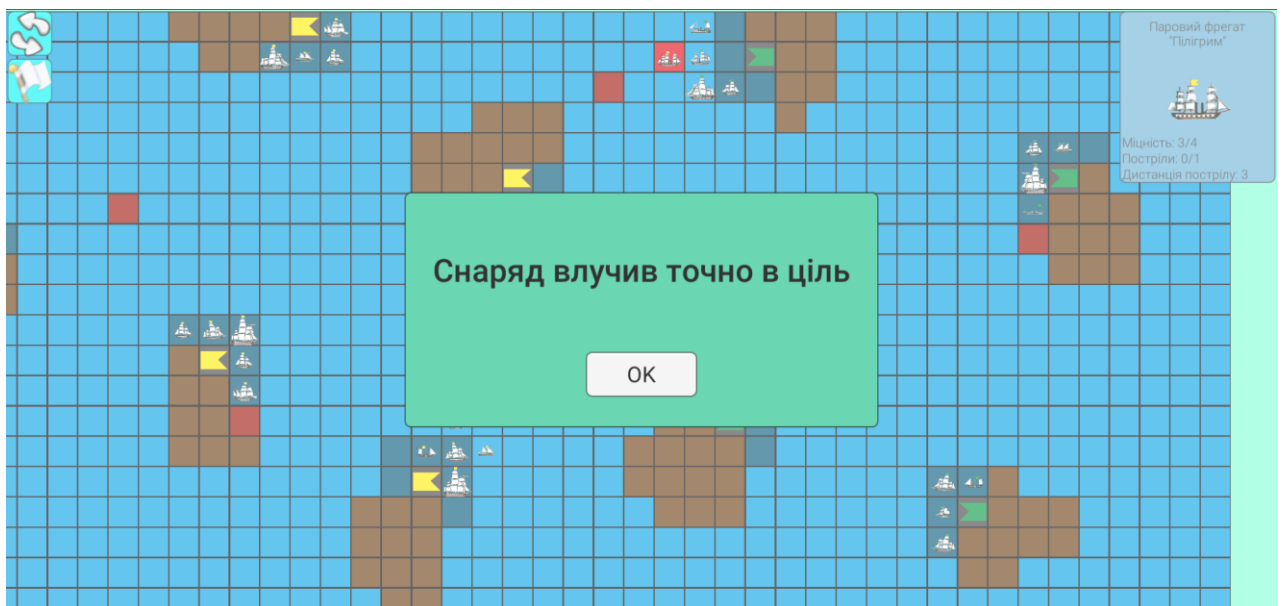 Паровий фрегат
"Пілігрим"
Міцність: 3/4
Постріли: 0/1
Дистанція пострілу: 3
Снаряд влучив точно в ціль
OK